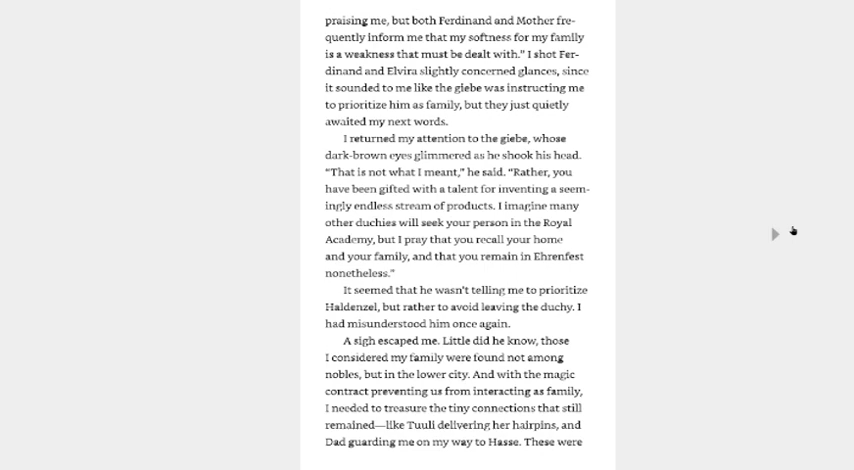 praising me, but both Ferdinand and Mother fre-
quently inform me that my softness for my family
is a weakness that must be dealt with.” I shot Fer-
dinand and Elvira slightly concerned glances, since
it sounded to me like the giebe was instructing me
to prioritize him as family, but they just quietly
awaited my next words.
I returned my attention to the giebe, whose
dark-brown eyes glimmered as he shook his head.
“That is not what I meant,” he said. “Rather, you
have been gifted with a talent for inventing a seem-
ingly endless stream of products. I imagine many
other duchies will seek your person in the Royal
Academy, but I pray that you recall your home
and your family, and that you remain in Ehrenfest
nonetheless.”
It seemed that he wasn’t telling me to prioritize
Haldenzel, but rather to avoid leaving the duchy. I
had misunderstood him once again.
A sigh escaped me. Little did he know, those
I considered my family were found not among
nobles, but in the lower city. And with the magic
contract preventing us from interacting as family,
I needed to treasure the tiny connections that still
remained—like Tuuli delivering her hairpins, and
Dad guarding me on my way to Hasse. These were